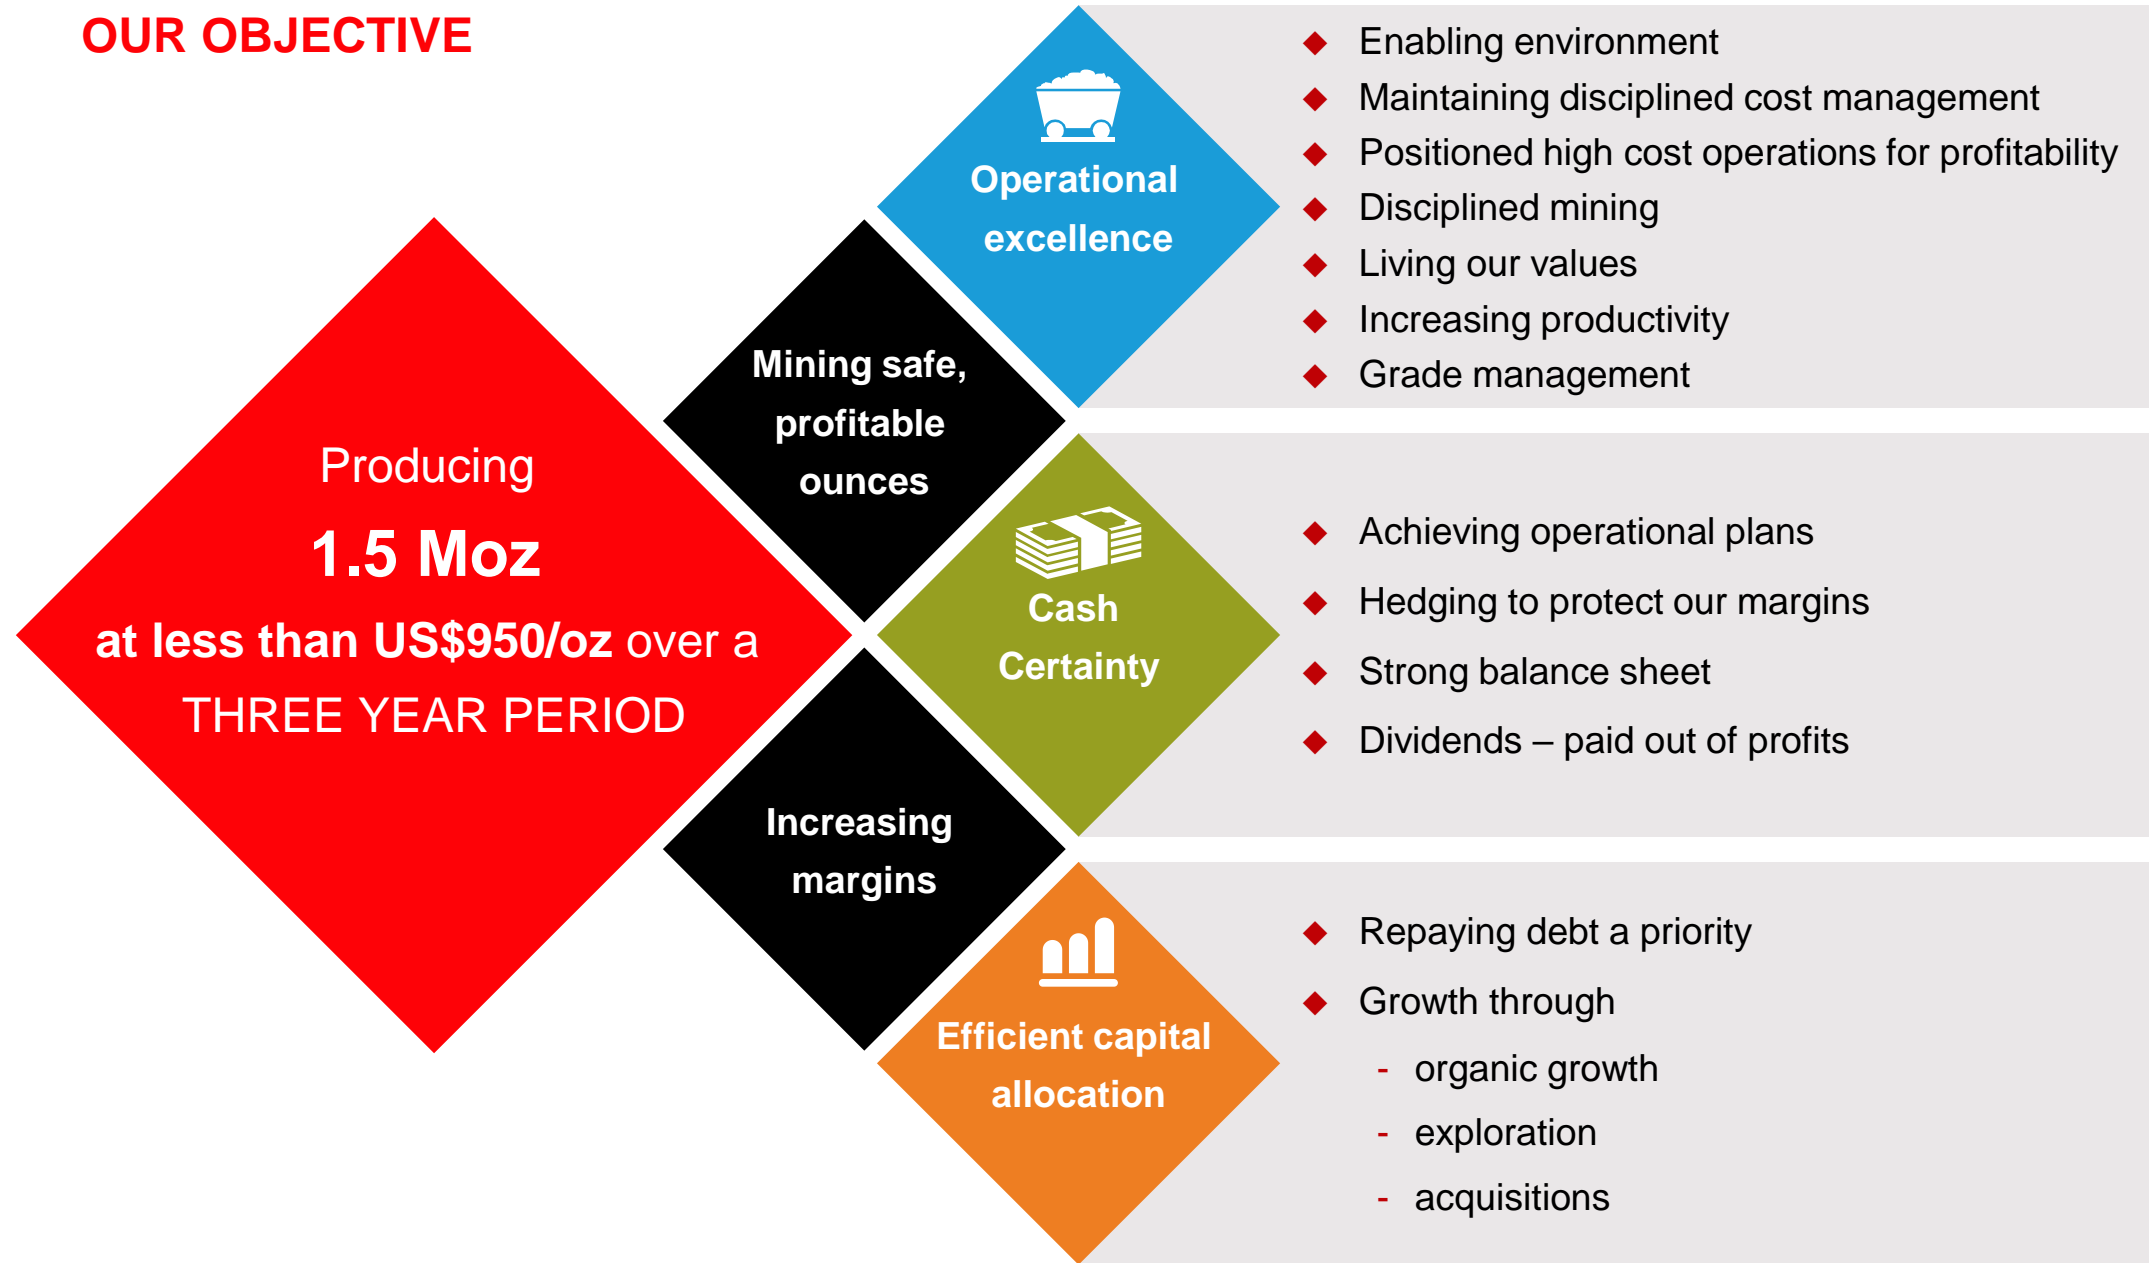 OUR OBJECTIVE
Producing
1.5 Moz
at less than US$950/oz over a
THREE YEAR PERIOD
Mining safe,
profitable
ounces
Increasing
margins
Operational
excellence
◆ Enabling environment
◆ Maintaining disciplined cost management
◆ Positioned high cost operations for profitability
◆ Disciplined mining
◆ Living our values
◆ Increasing productivity
◆ Grade management
Cash
Certainty
◆ Achieving operational plans
◆ Hedging to protect our margins
◆ Strong balance sheet
◆ Dividends – paid out of profits
Efficient capital
allocation
◆ Repaying debt a priority
◆ Growth through
- organic growth
- exploration
- acquisitions